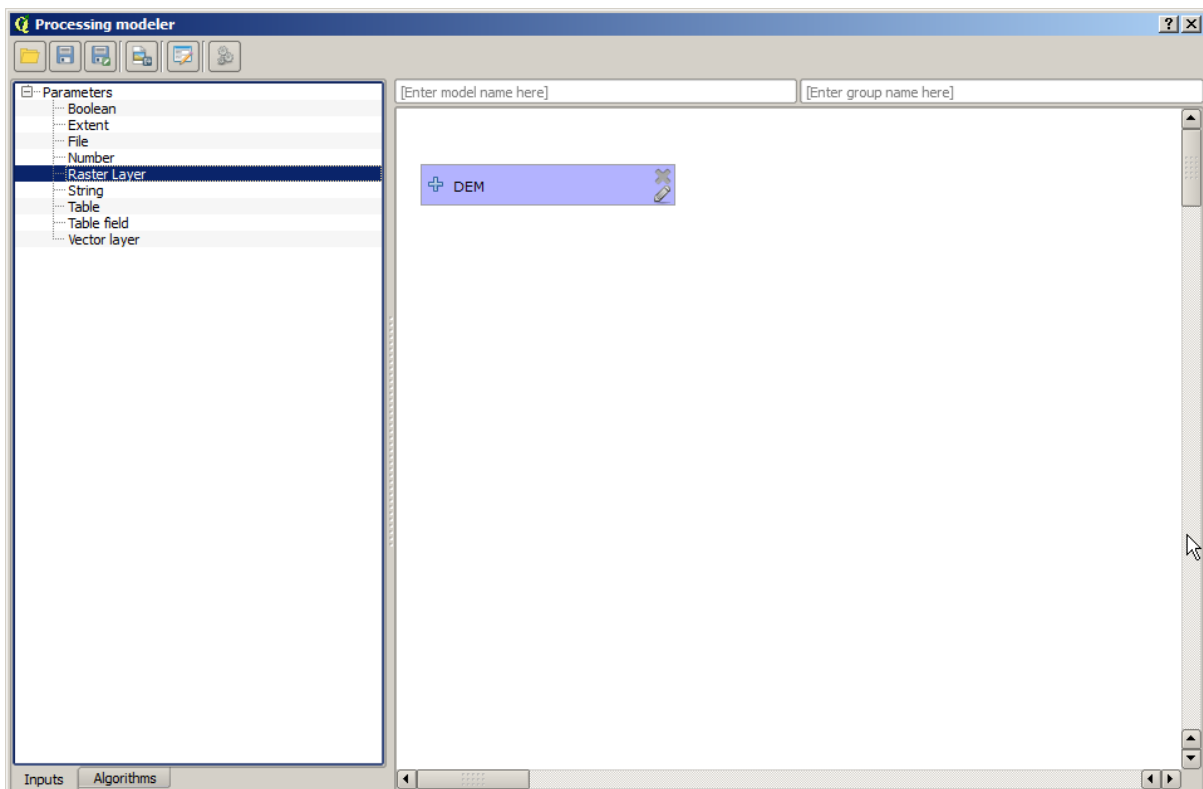 Processing modeler
[Enter model name here]
[Enter group name here]
Parameters
Boolean
Extent
File
Number
Raster Layer
String
Table
Table field
Vector layer
DEM
Inputs
Algorithms